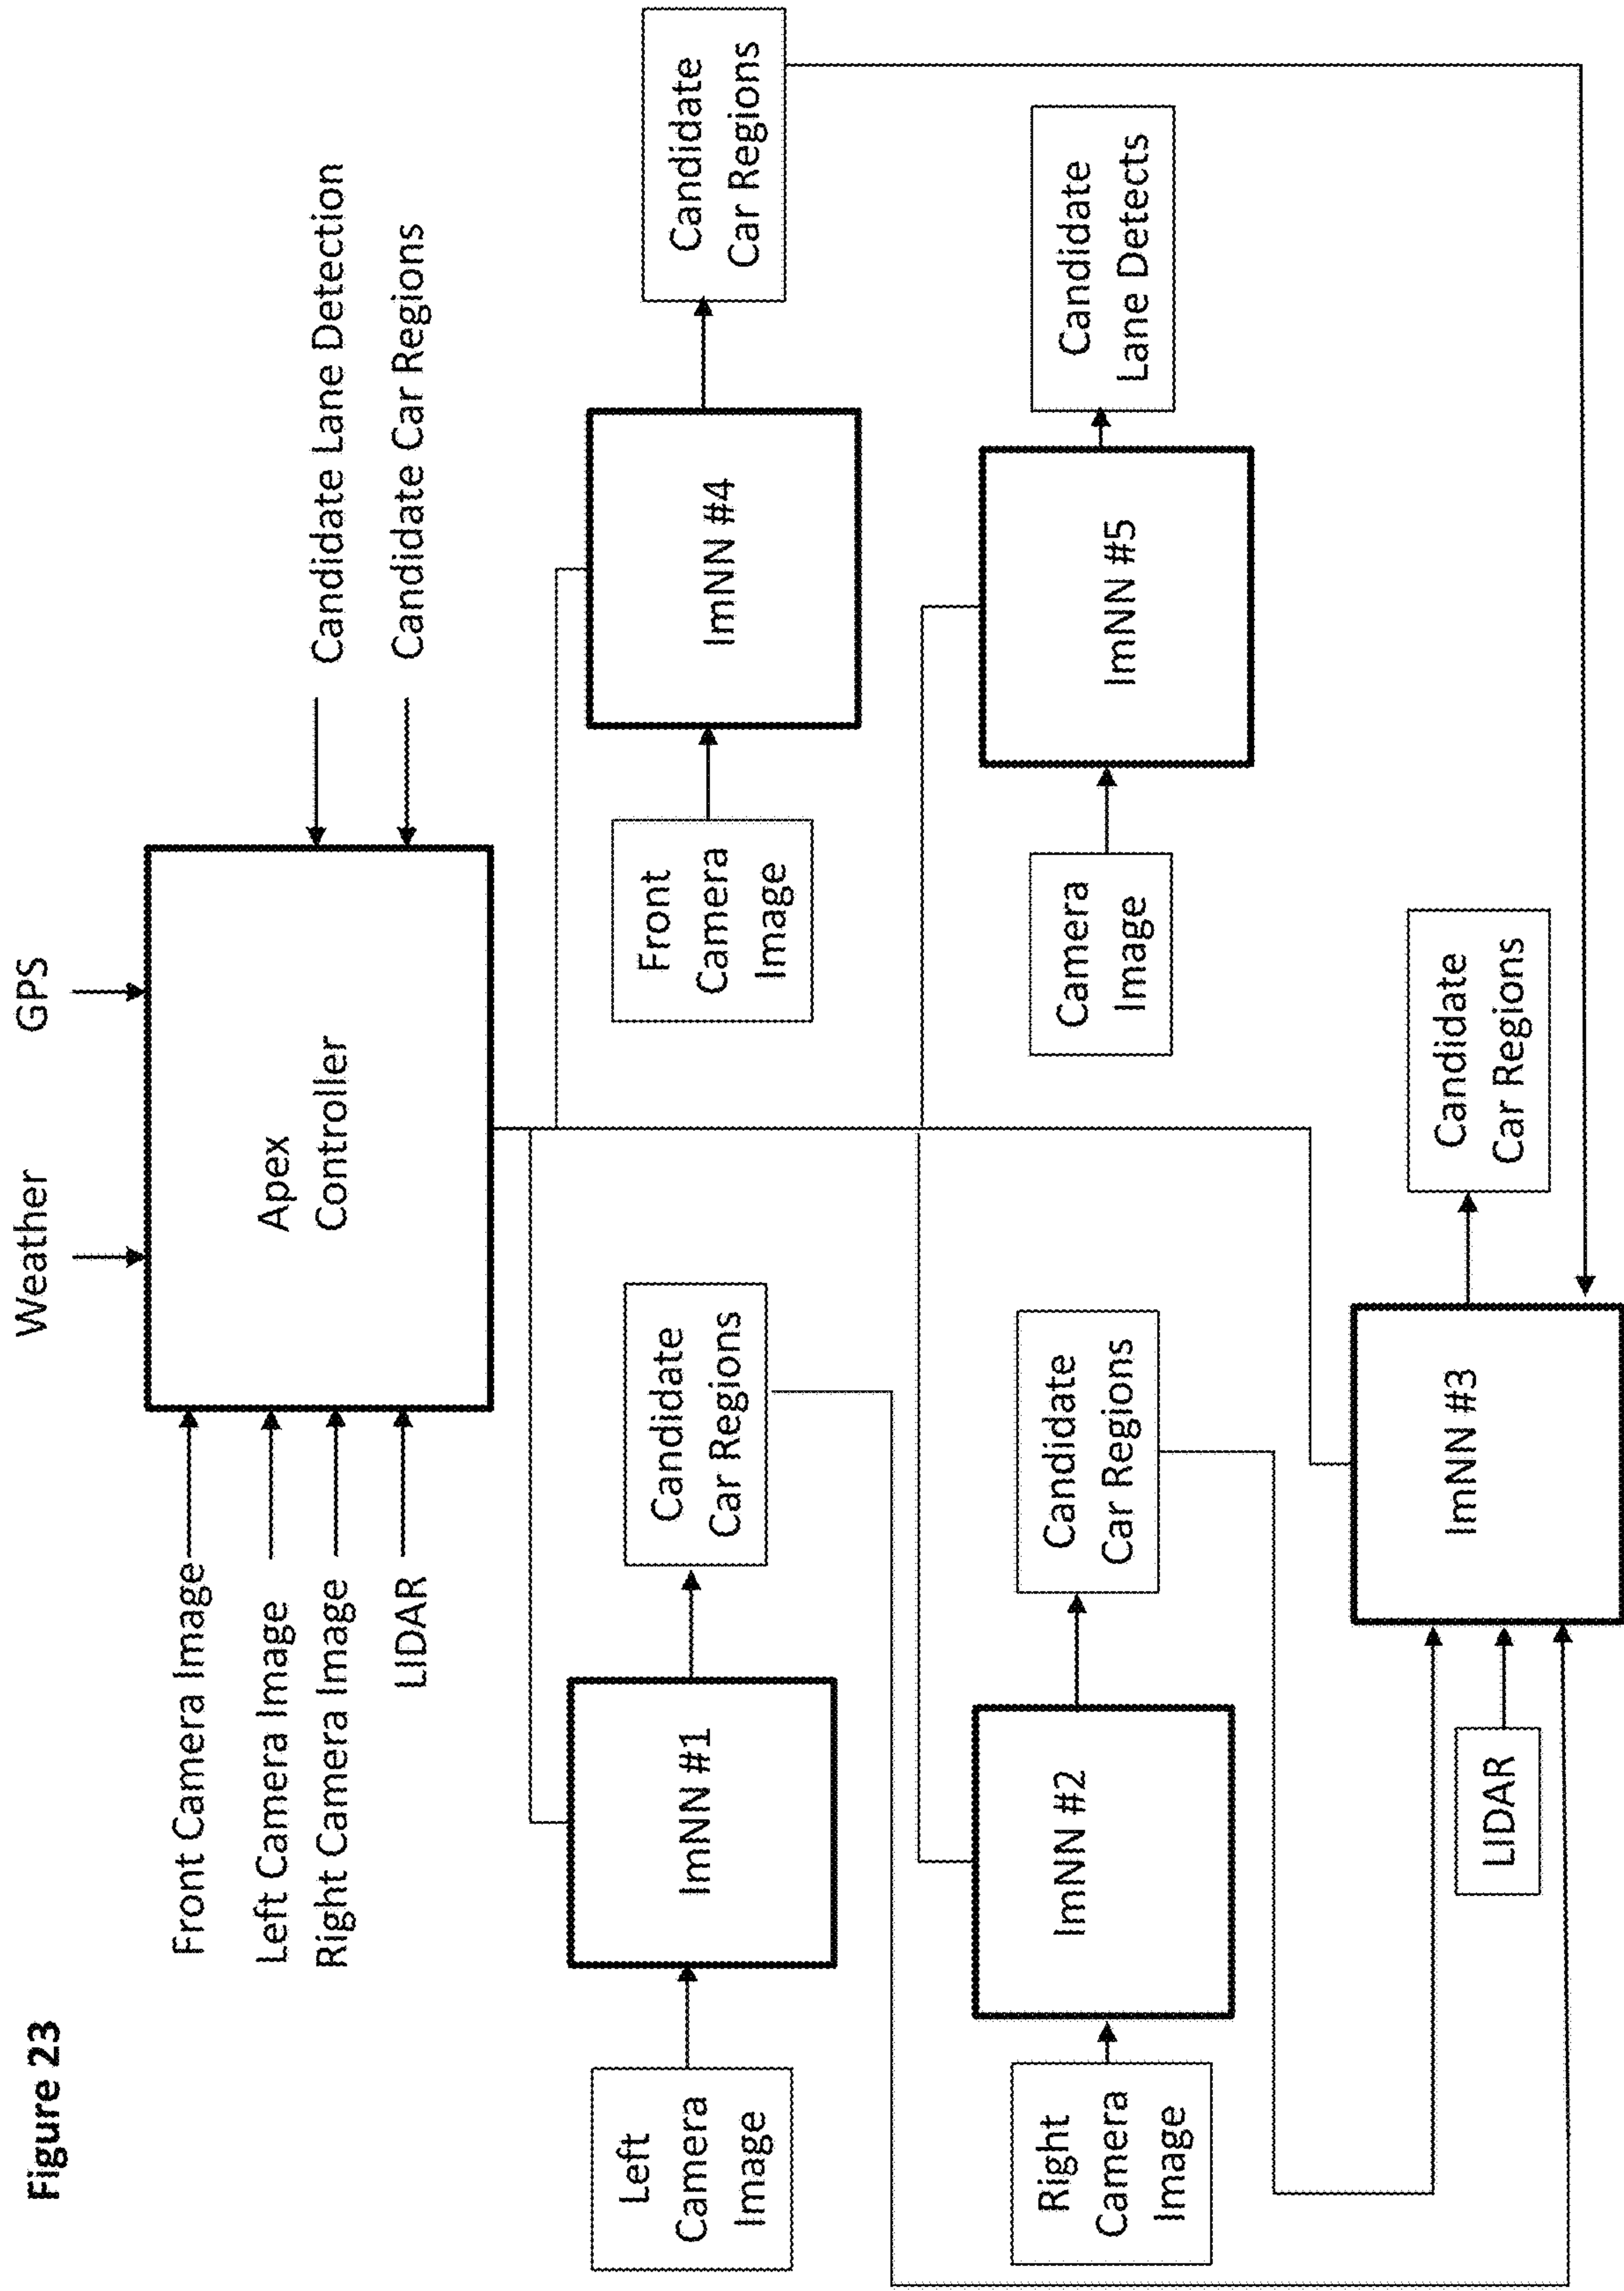 Figure 23
Weather
GPS
Front Camera Image
Left Camera Image
Right Camera Image
LIDAR
Apex
Controller
Candidate Lane Detection
Candidate Car Regions
Left
Camera
Image
ImNN #1
Candidate
Car Regions
Front
Camera
Image
ImNN #4
Candidate
Car Regions
Right
Camera
Image
ImNN #2
Candidate
Car Regions
Camera
Image
ImNN #5
Candidate
Lane Detects
LIDAR
ImNN #3
Candidate
Car Regions